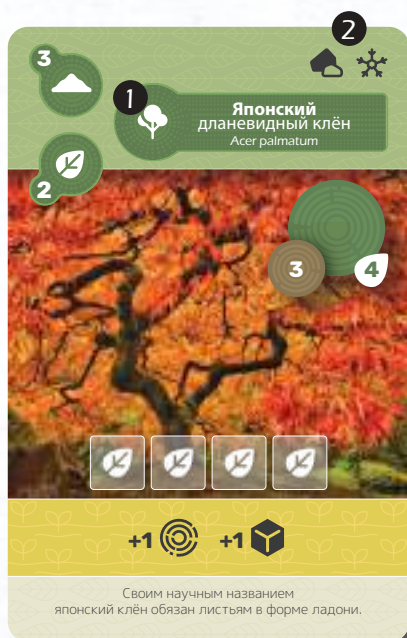 2
3
1
Японский
дланевидный клён
Acer palmatum
2
3
4
+1 +1
Своим научным названием
японский клён обязан листьям в форме ладони.